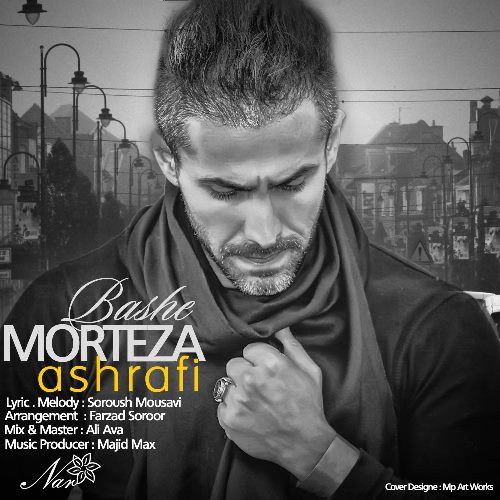 Bashe
MORTEZA
ashrafi
Lyric . Melody : Soroush Mousavi
Arrangement : Farzad Soroor
Mix & Master : Ali Ava
Music Producer : Majid Max
Nar
Cover Designe : Mp Art Works